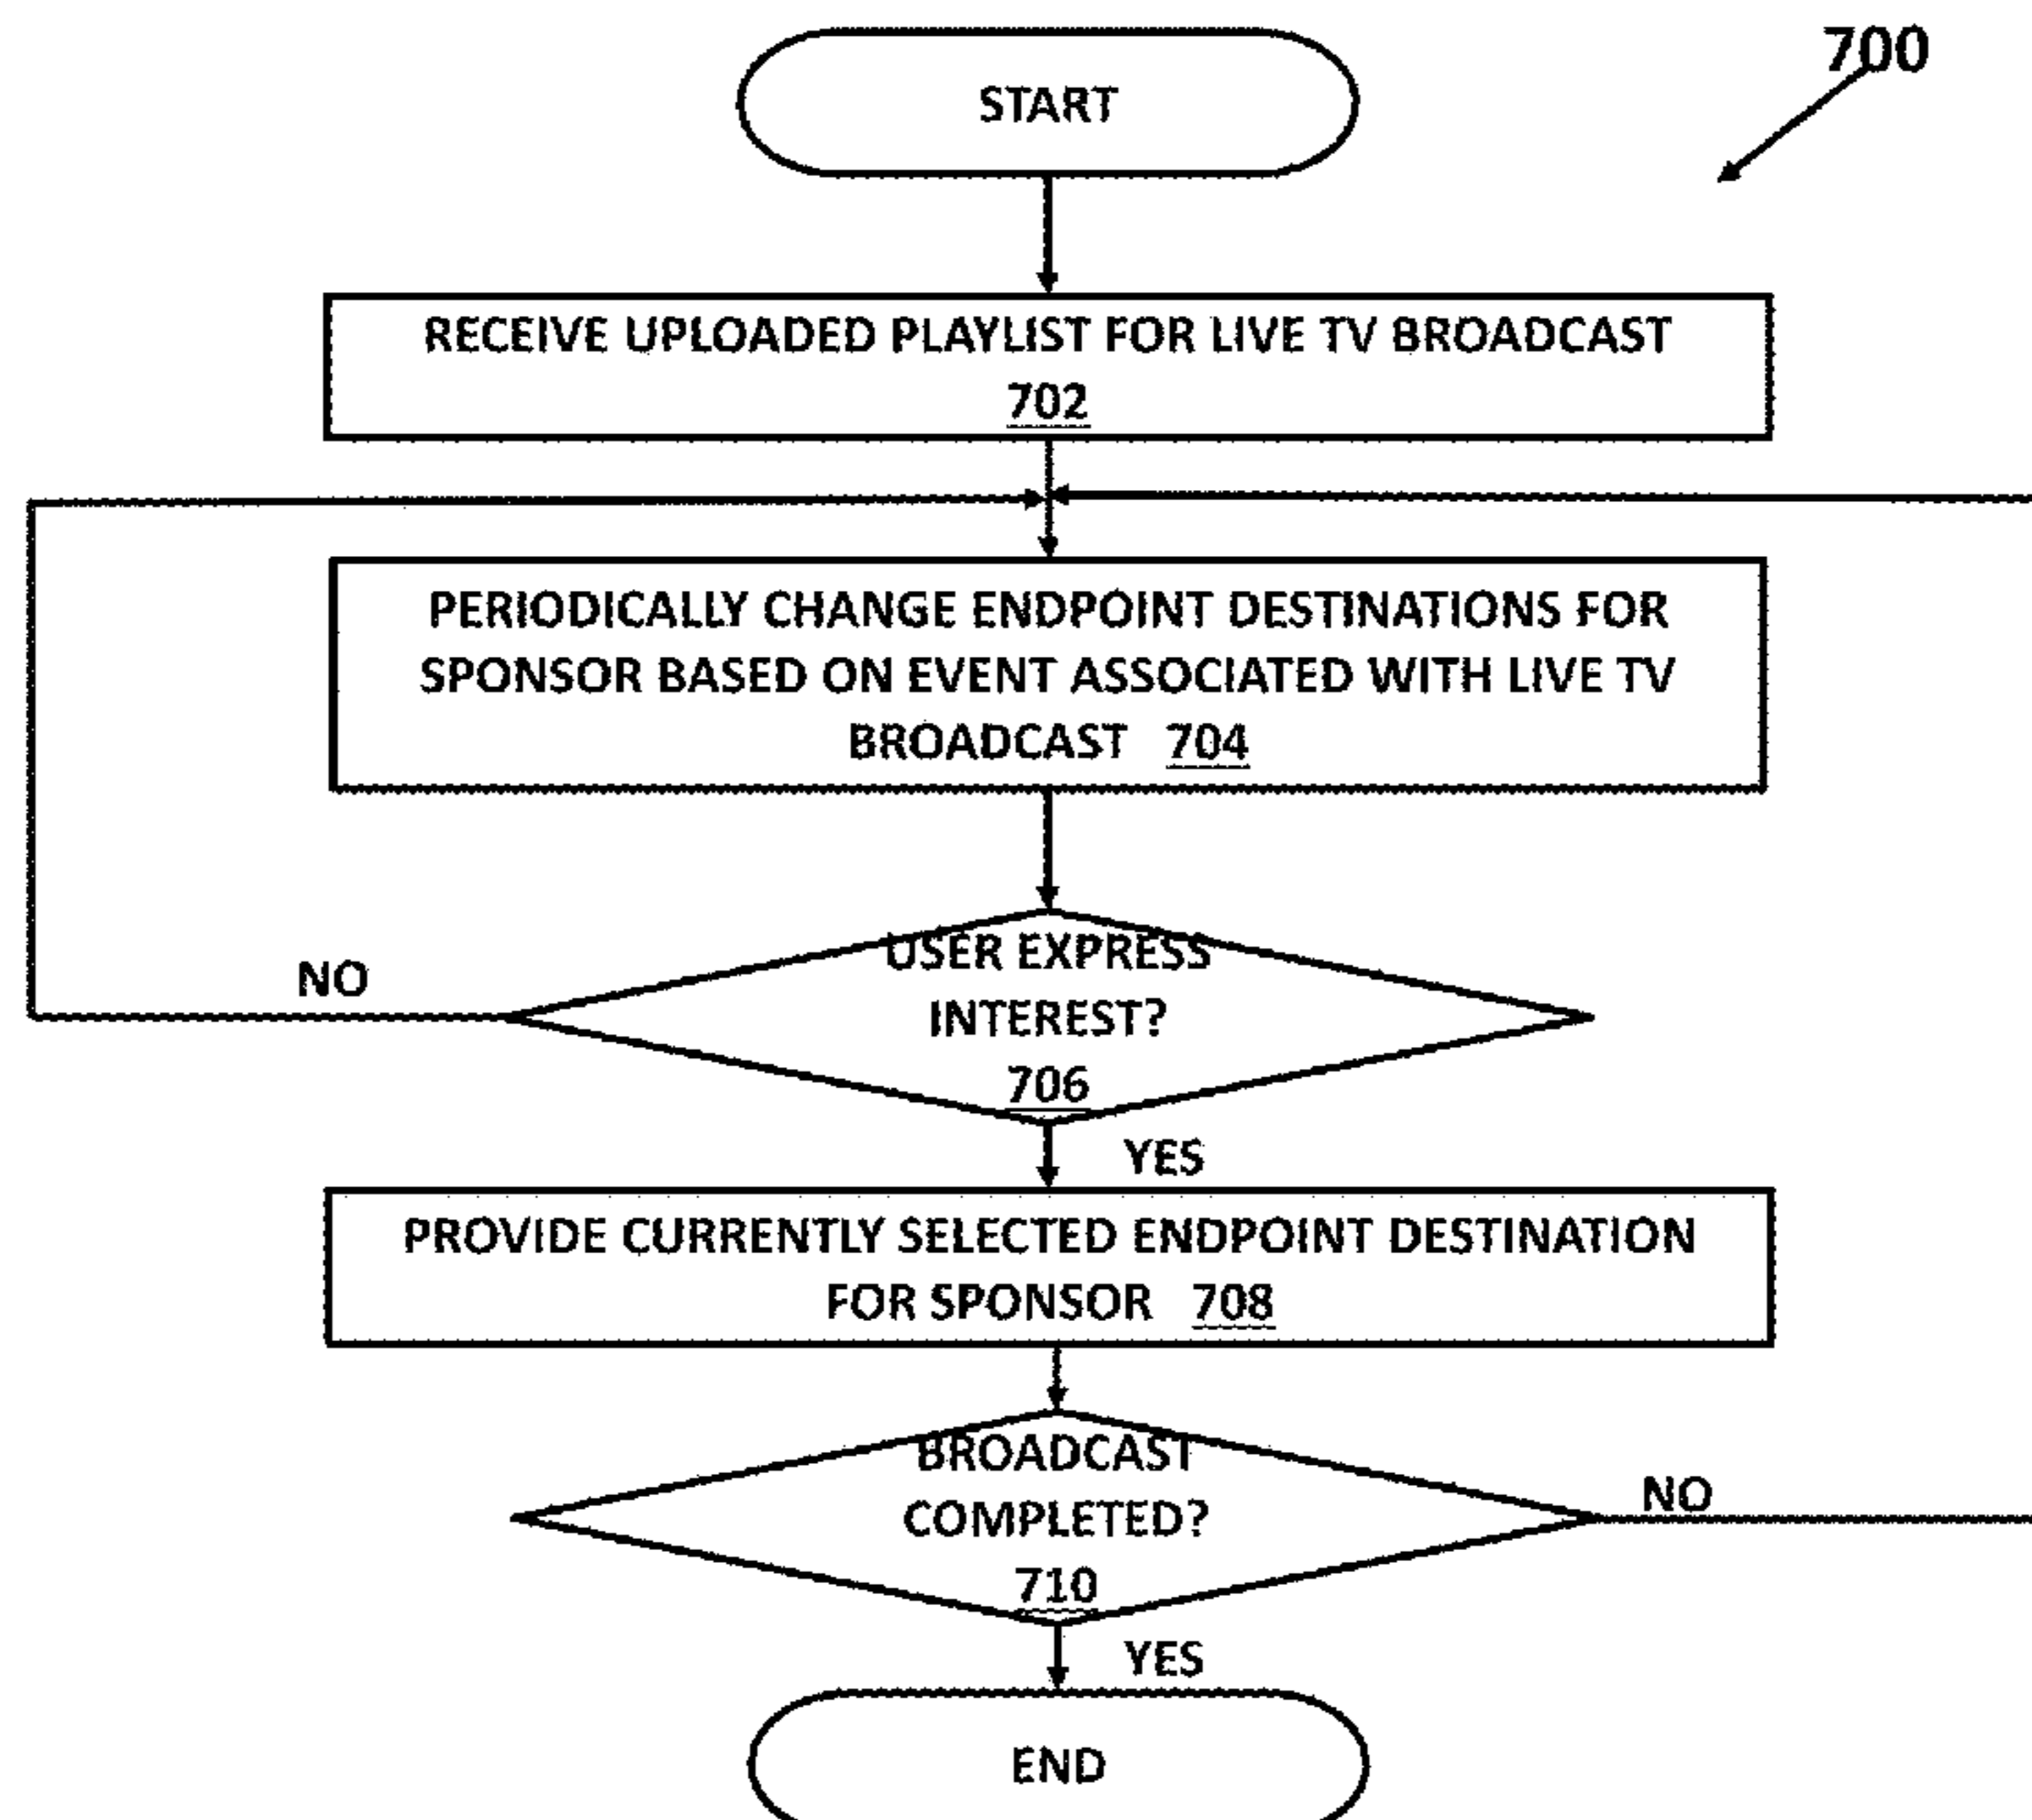 700
START
RECEIVE UPLOADED PLAYLIST FOR LIVE TV BROADCAST
702
PERIODICALLY CHANGE ENDPOINT DESTINATIONS FOR
SPONSOR BASED ON EVENT ASSOCIATED WITH LIVE TV
BROADCAST 704
USER EXPRESS
INTEREST?
706
NO
YES
PROVIDE CURRENTLY SELECTED ENDPOINT DESTINATION
FOR SPONSOR 708
BROADCAST
COMPLETED?
710
NO
YES
END